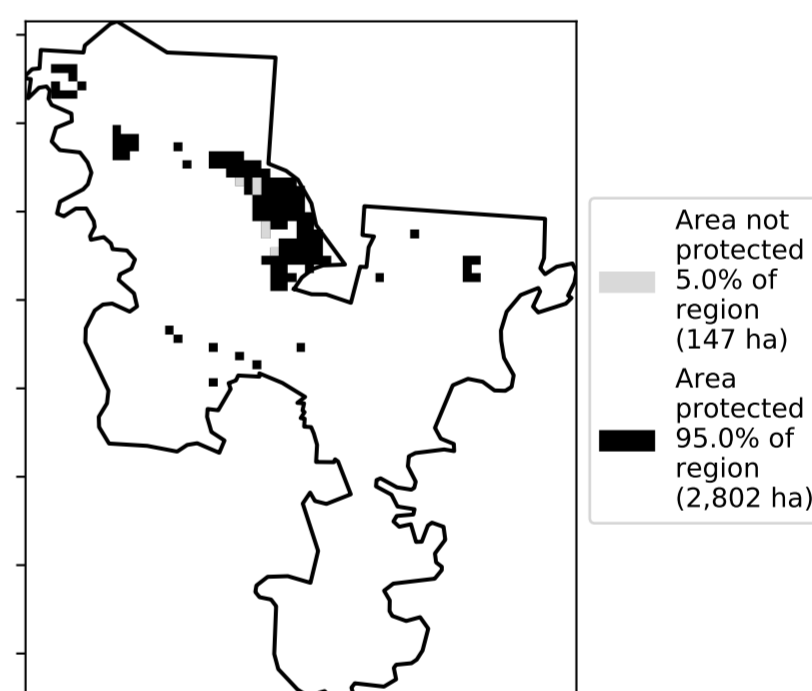 Area not
protected
5.0% of
region
(147 ha)
Area
protected
95.0% of
region
(2,802 ha)